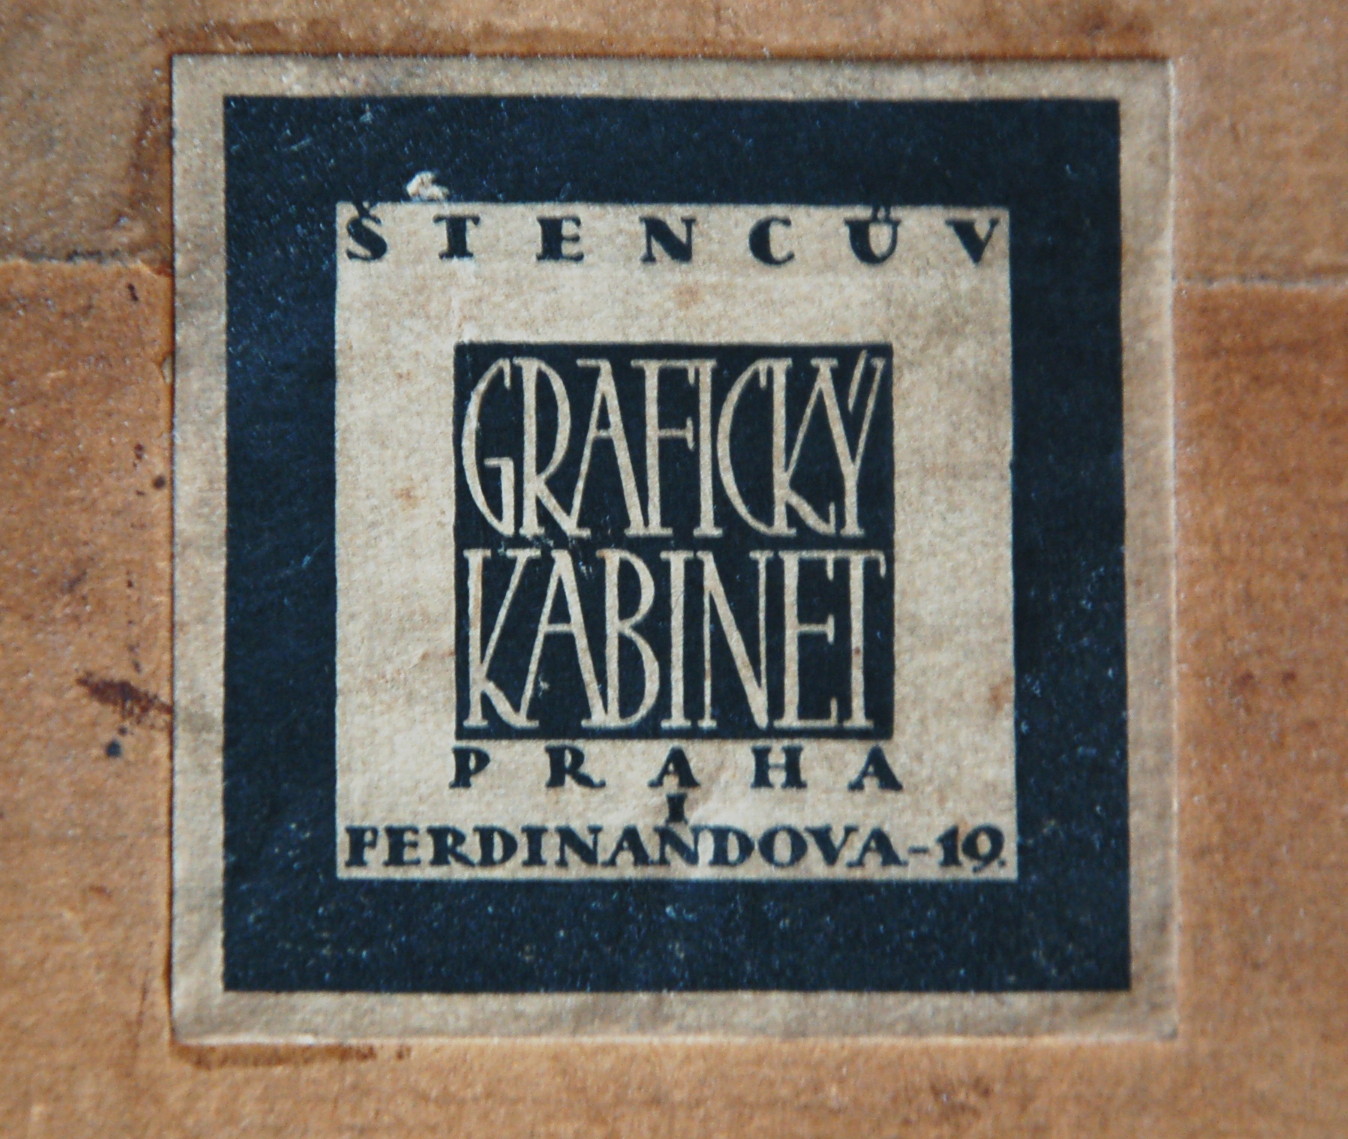 ŠTENCŮV
GRAFICKÝ
KABINET
PRAHA
I
FERDINANDOVA-19.